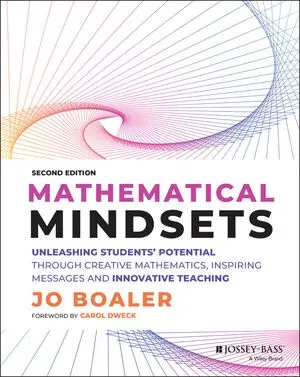 SECOND EDITION
MATHEMATICAL
MINDSETS
UNLEASHING STUDENTS' POTENTIAL
THROUGH CREATIVE MATHEMATICS, INSPIRING
MESSAGES AND INNOVATIVE TEACHING
JO BOALER
FOREWORD BY CAROL DWECK
JOSSEY-BASS
A Wiley Brand